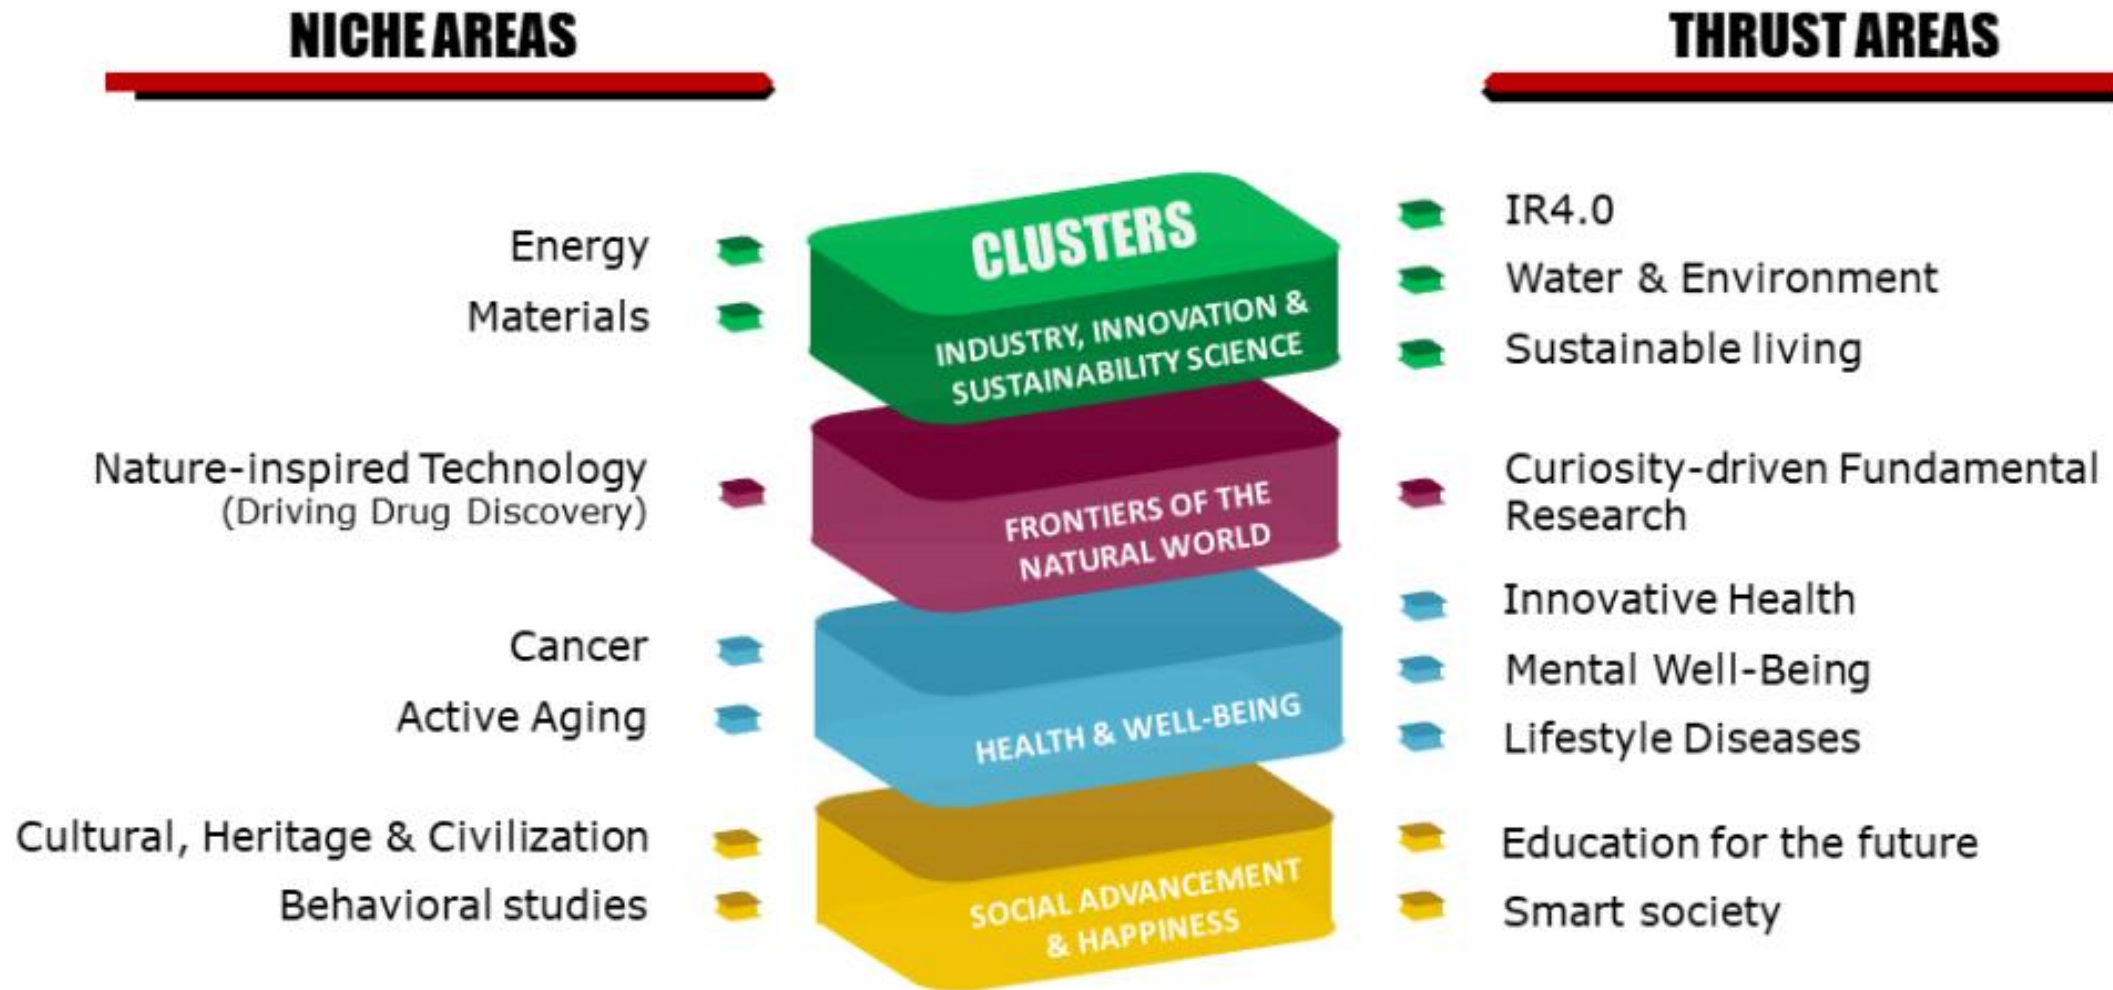 NICHE AREAS
THRUST AREAS
CLUSTERS
INDUSTRY, INNOVATION &
SUSTAINABILITY SCIENCE
Energy
Materials
IR4.0
Water & Environment
Sustainable living
FRONTIERS OF THE
NATURAL WORLD
Nature-inspired Technology
(Driving Drug Discovery)
Curiosity-driven Fundamental
Research
HEALTH & WELL-BEING
Cancer
Active Aging
Innovative Health
Mental Well-Being
Lifestyle Diseases
SOCIAL ADVANCEMENT
& HAPPINESS
Cultural, Heritage & Civilization
Behavioral studies
Education for the future
Smart society